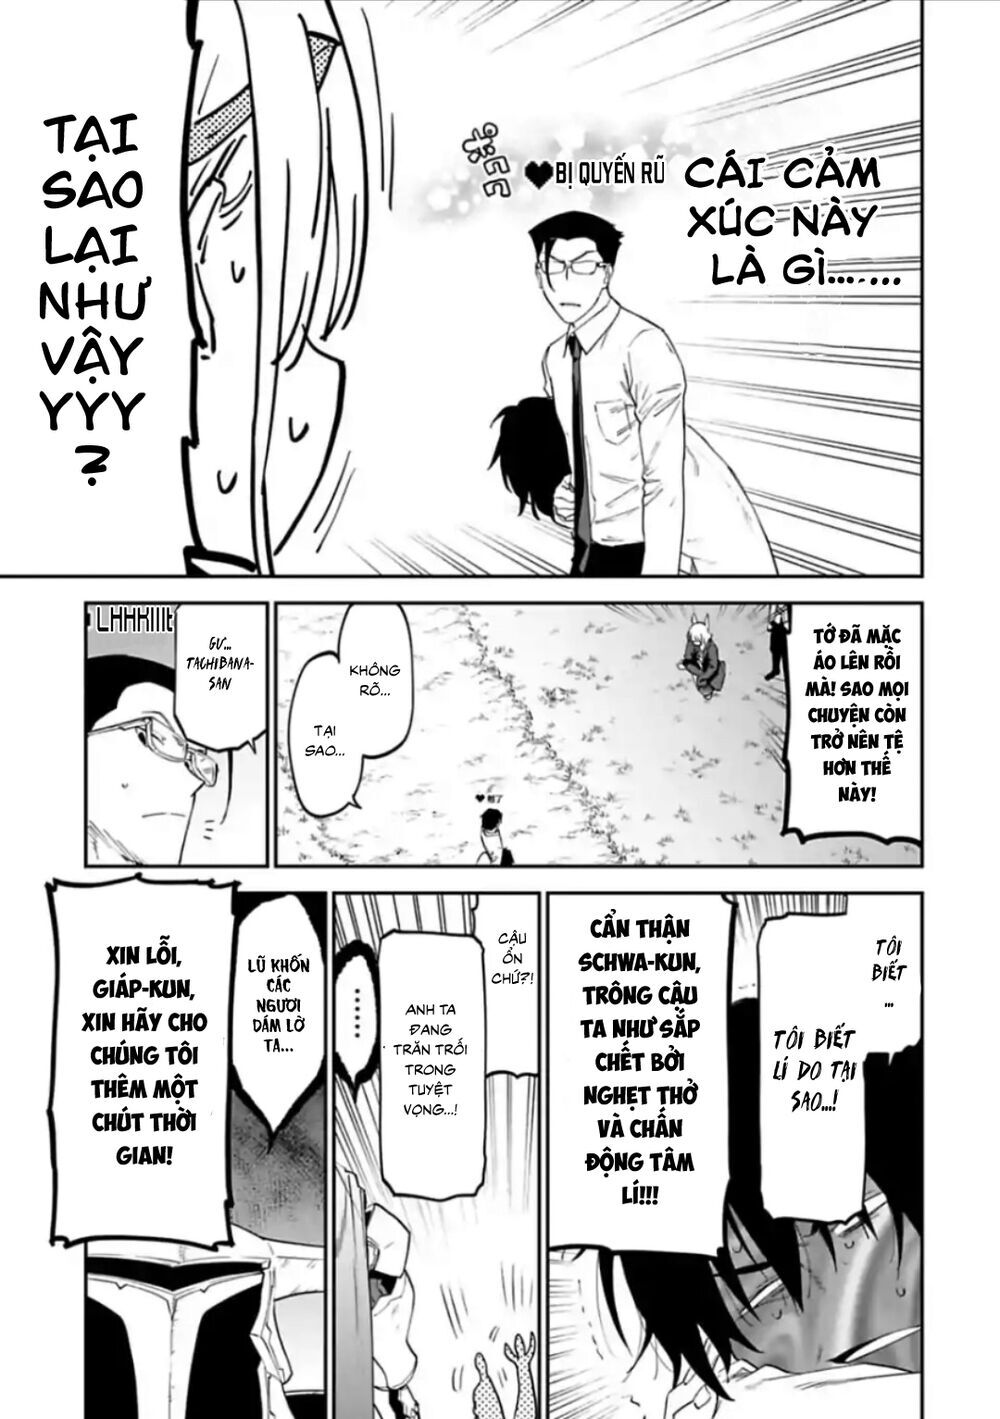 CÁI CẢM
XÚC NÀY
LÀ GÌ.......
BỊ QUYẾN RŨ
TẠI
SAO
LẠI
NHƯ
VẬY
YYY
?
TỚ ĐÃ MẶC
ÁO LÊN RỒI
MÀ! SAO MỌI
CHUYỆN CÒN
TRỞ NÊN TỆ
HƠN THẾ
NÀY!
KHÔNG
RÕ...
TẠI
SAO...
GƯ...
TACHIBANA-
SAN
TÔI
BIẾT
...
TÔI BIẾT
LÍ DO TẠI
SAO...!
CẨN THẬN
SCHWA-KUN,
TRÔNG CẬU
TA NHƯ SẮP
CHẾT BỞI
NGHẸT THỞ
VÀ CHẤN
ĐỘNG TÂM
LÍ!!!
CẬU
ỔN
CHỨ?!
ANH TA
ĐANG
TRĂN TRỐI
TRONG
TUYỆT
VỌNG...!
.........
LŨ KHỐN
CÁC
NGƯƠI
DÁM LỜ
TA...
XIN LỖI,
GIÁP-KUN,
XIN HÃY CHO
CHÚNG TÔI
THÊM MỘT
CHÚT THỜI
GIAN!